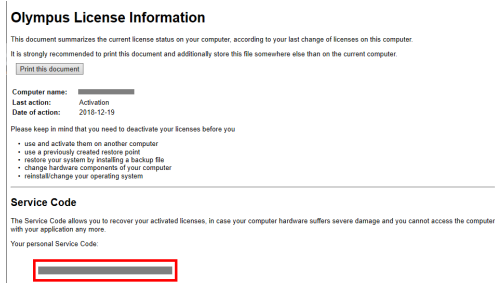 Olympus License Information
This document summarizes the current license status on your computer, according to your last change of licenses on this computer.
It is strongly recommended to print this document and additionally store this file somewhere else than on the current computer.
Print this document
Computer name:
Last action: Activation
Date of action: 2018-12-19
Please keep in mind that you need to deactivate your licenses before you
• use and activate them on another computer
• use a previously created restore point
• restore your system by installing a backup file
• change hardware components of your computer
• reinstall/change your operating system
Service Code
The Service Code allows you to recover your activated licenses, in case your computer hardware suffers severe damage and you cannot access the computer
with your application any more.
Your personal Service Code: